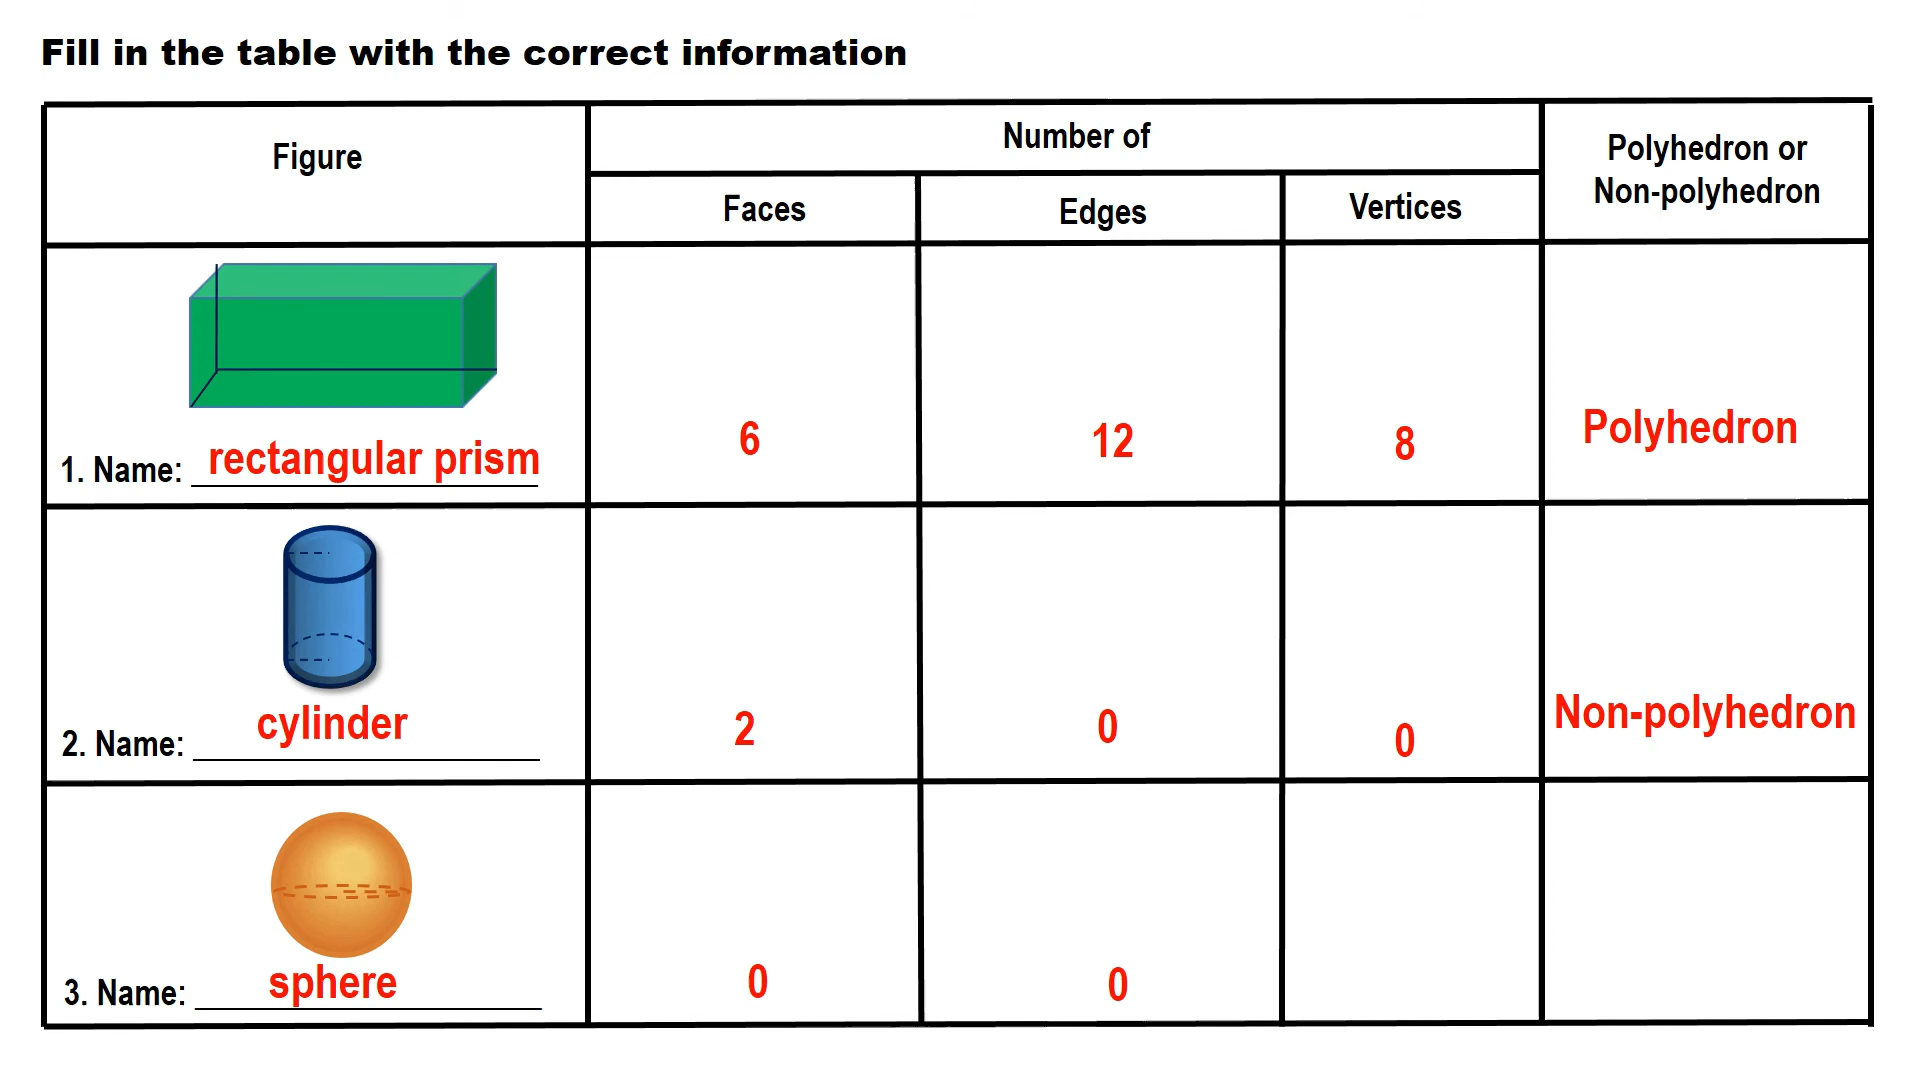 Fill in the table with the correct information
Figure
Number of
Polyhedron or
Non-polyhedron
Faces
Edges
Vertices
1. Name: rectangular prism
6
12
8
Polyhedron
2. Name: cylinder
2
0
0
Non-polyhedron
3. Name: sphere
0
0